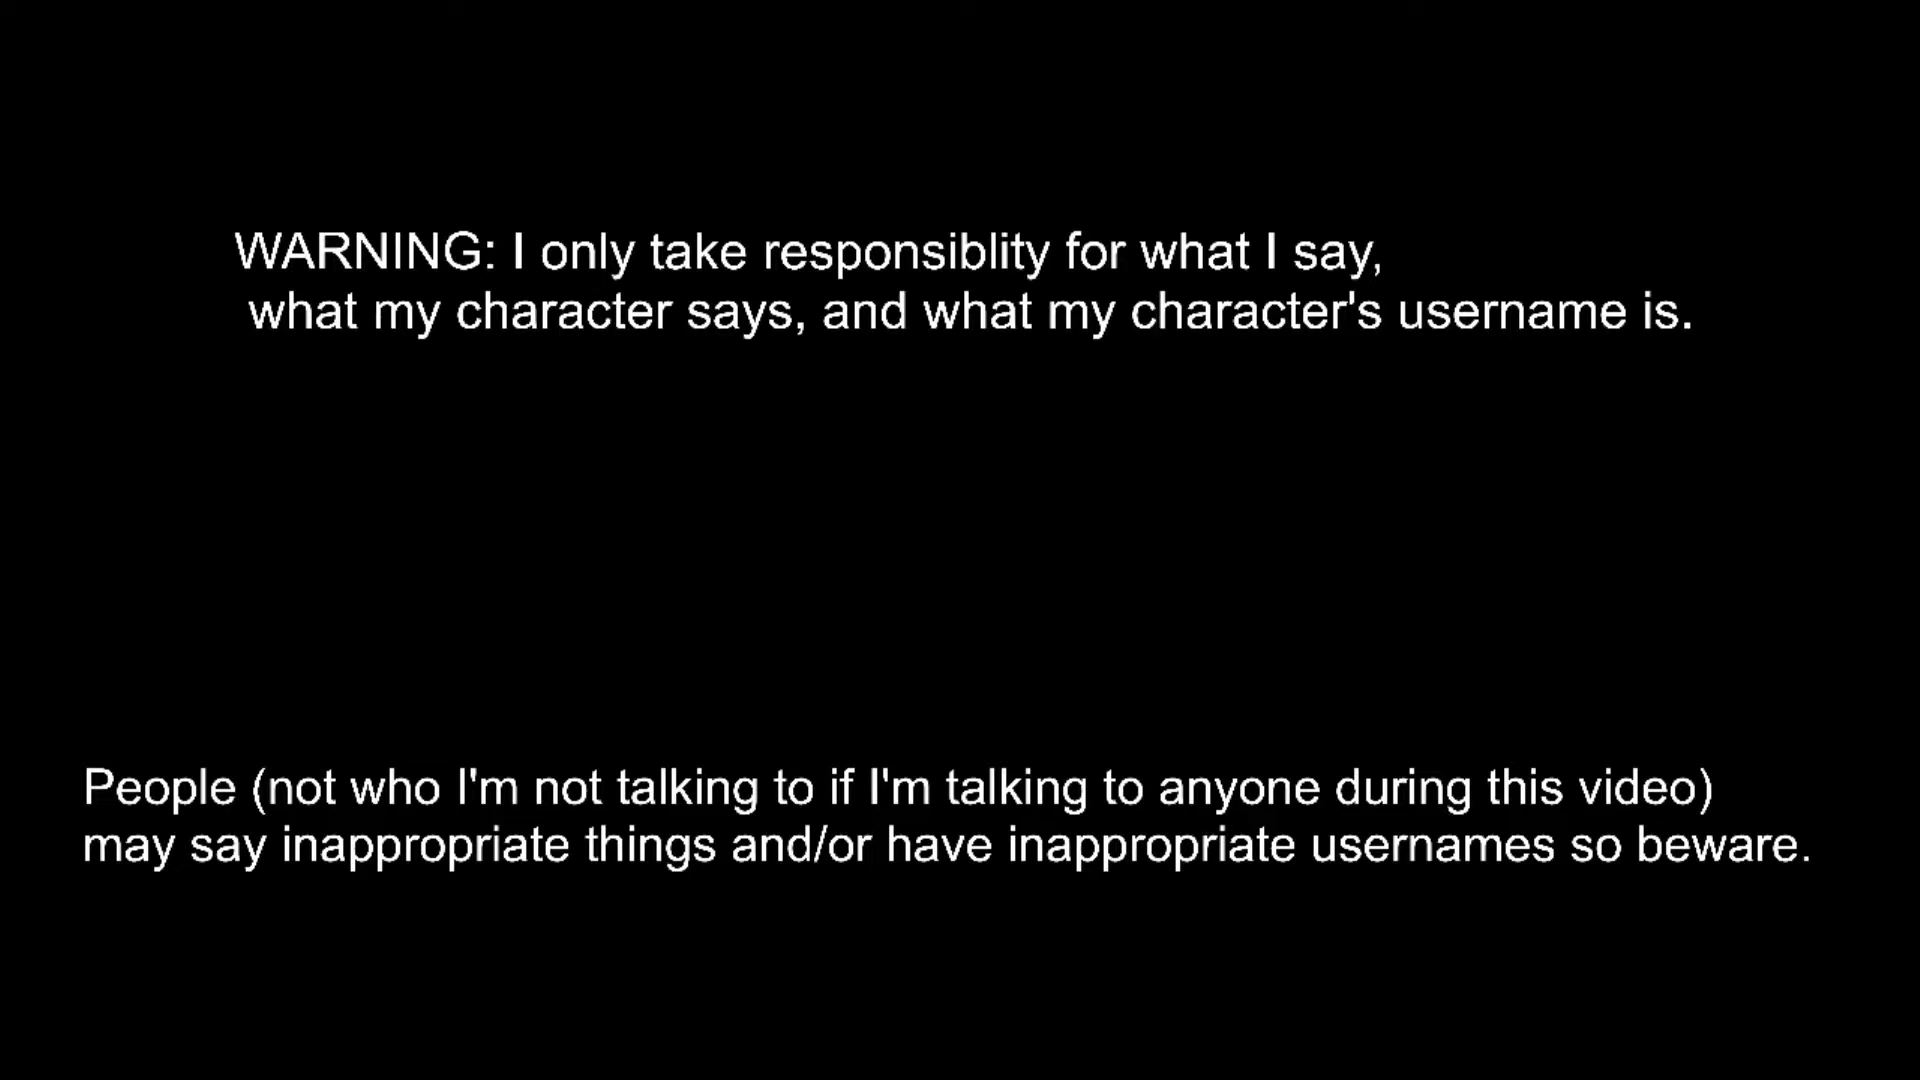 WARNING: I only take responsiblity for what I say,
what my character says, and what my character's username is.
People (not who I'm not talking to if I'm talking to anyone during this video)
may say inappropriate things and/or have inappropriate usernames so beware.